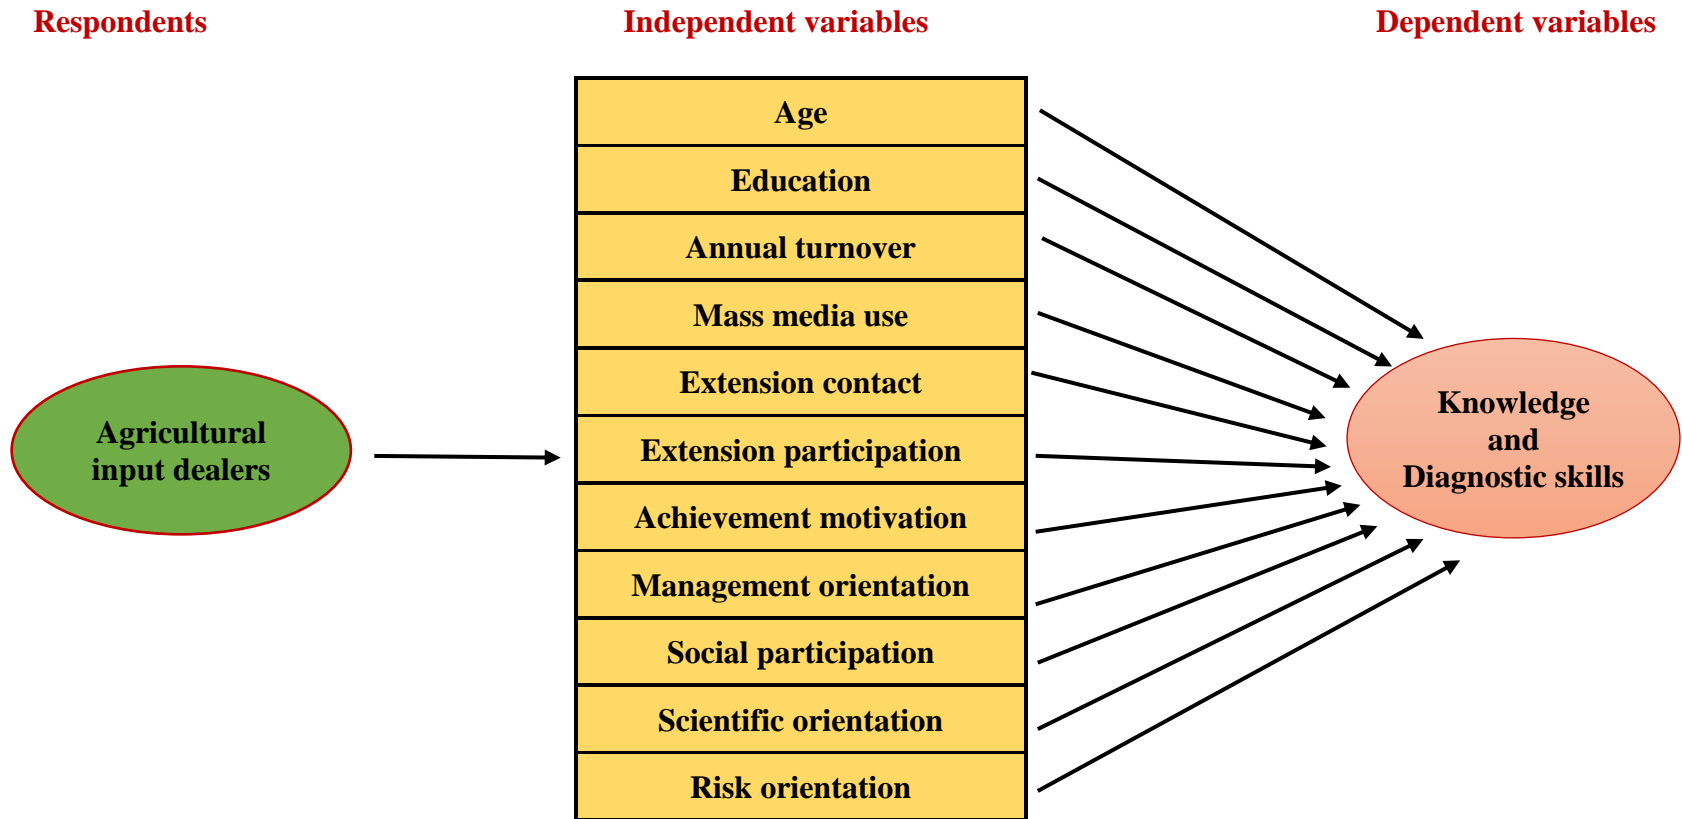 Respondents
Independent variables
Dependent variables
Agricultural
input dealers
Age
Education
Annual turnover
Mass media use
Extension contact
Extension participation
Achievement motivation
Management orientation
Social participation
Scientific orientation
Risk orientation
Knowledge
and
Diagnostic skills